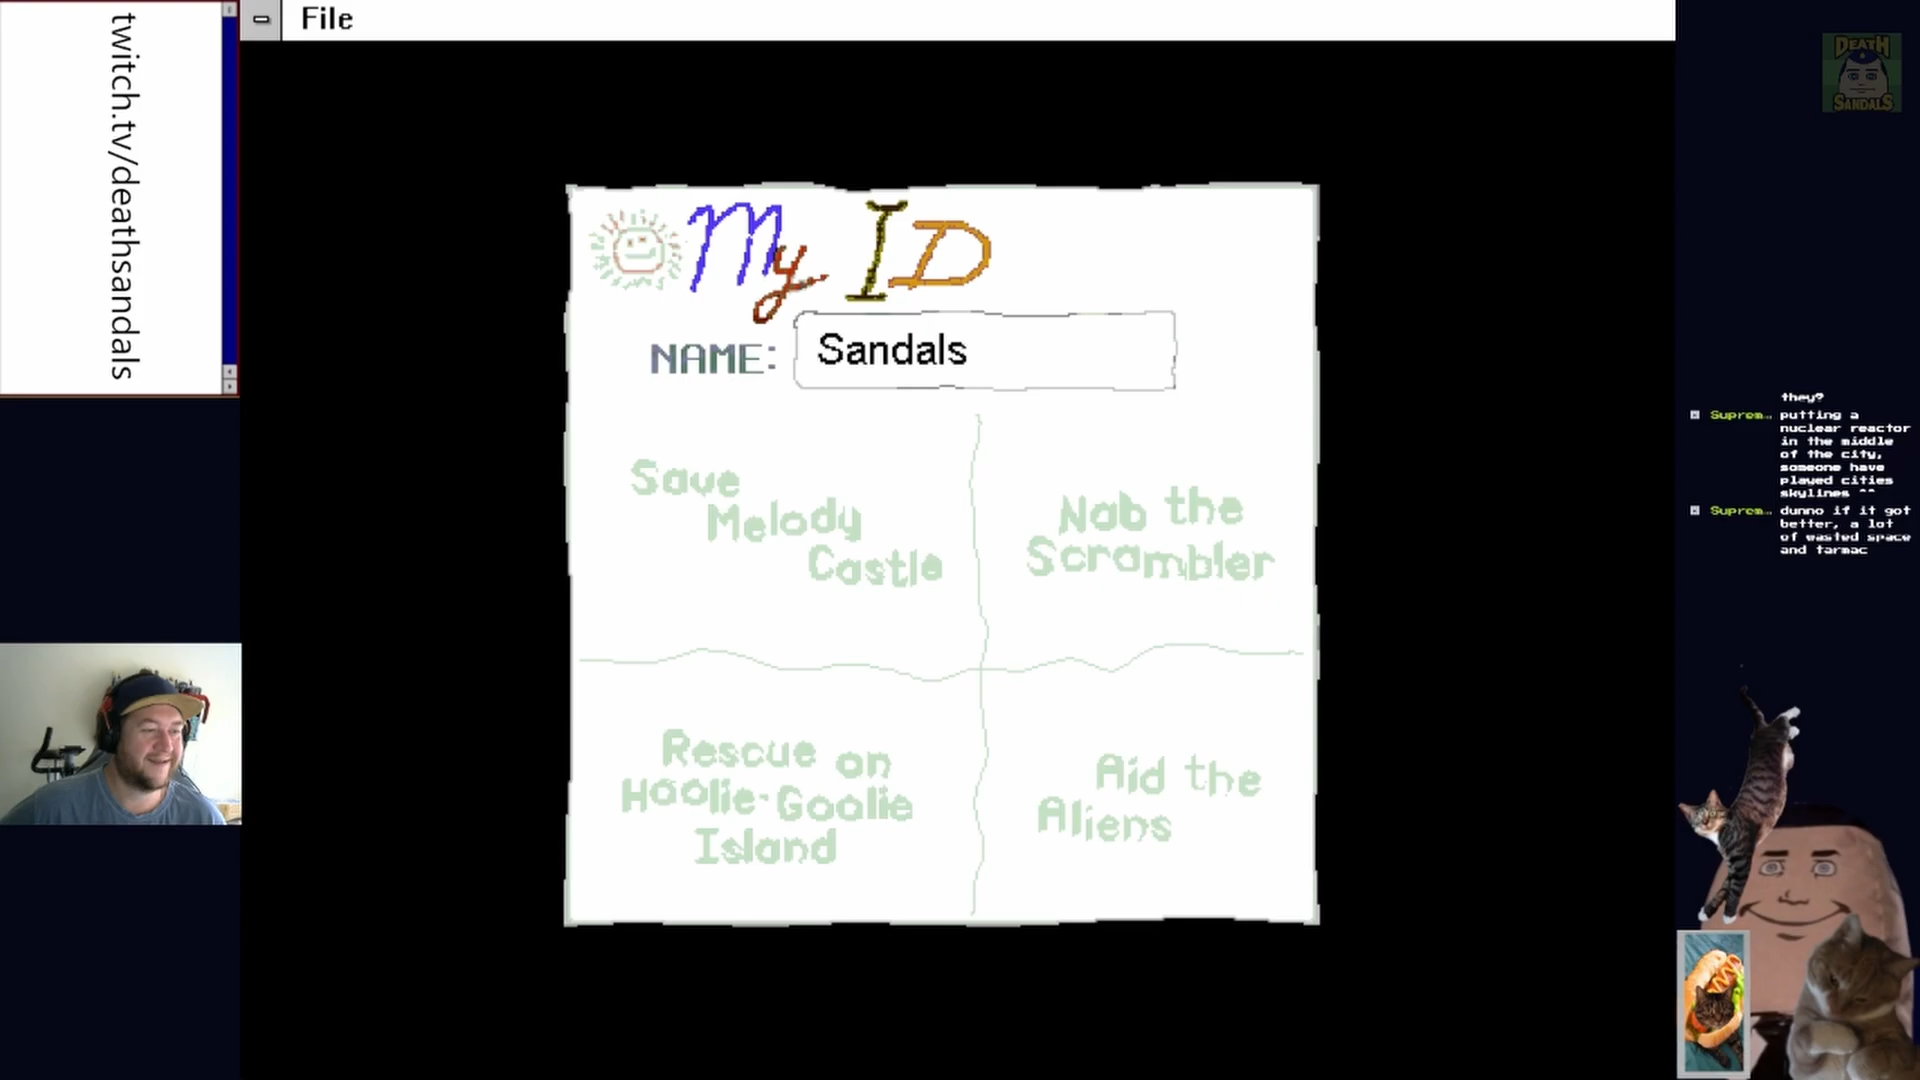 twitch.tv/deathsandals
File
DEATH
SANDALS
My ID
NAME: Sandals
Save
Melody
Castle
Nab the
Scrambler
Rescue on
Hoolie-Goolie
Island
Aid the
Aliens
they?
Suprem… putting a
nuclear reactor
in the middle
of the city,
someone have
played cities
skylines ^^
Suprem… dunno if it got
better, a lot
of wasted space
and tarmac